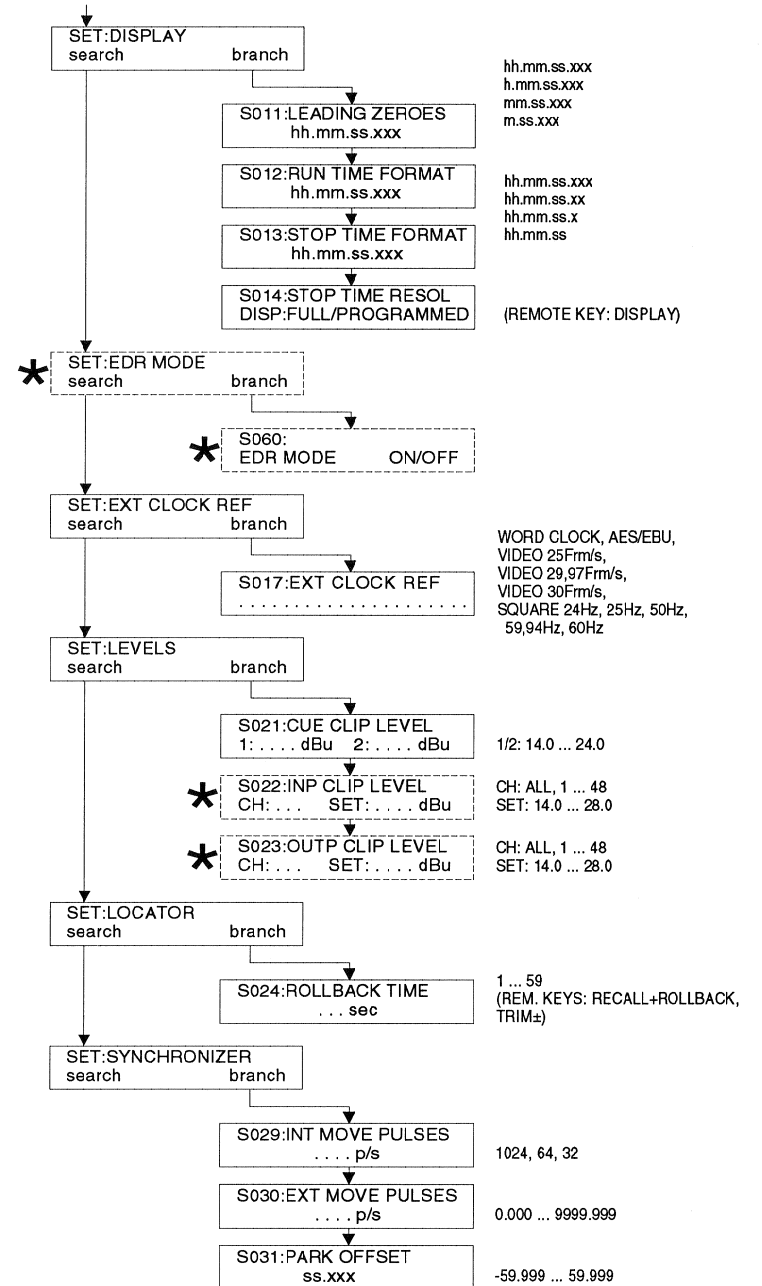 SET:DISPLAY
search branch
hh.mm.ss.xxx
h.mm.ss.xxx
mm.ss.xxx
m.ss.xxx
S011:LEADING ZEROES
hh.mm.ss.xxx
S012:RUN TIME FORMAT
hh.mm.ss.xxx
hh.mm.ss.xxx
hh.mm.ss.xx
hh.mm.ss.x
hh.mm.ss
S013:STOP TIME FORMAT
hh.mm.ss.xxx
S014:STOP TIME RESOL
DISP:FULL/PROGRAMMED
(REMOTE KEY: DISPLAY)
* SET:EDR MODE
search branch
* S060:
EDR MODE ON/OFF
SET:EXT CLOCK REF
search branch
S017:EXT CLOCK REF
. . . . . . . . . . . . . . . . . . . .
WORD CLOCK, AES/EBU,
VIDEO 25Frm/s,
VIDEO 29,97Frm/s,
VIDEO 30Frm/s,
SQUARE 24Hz, 25Hz, 50Hz,
59,94Hz, 60Hz
SET:LEVELS
search branch
S021:CUE CLIP LEVEL
1: . . . . dBu 2: . . . . dBu
1/2: 14.0 ... 24.0
* S022:INP CLIP LEVEL
CH: . . . SET: . . . . dBu
CH: ALL, 1 ... 48
SET: 14.0 ... 28.0
* S023:OUTP CLIP LEVEL
CH: . . . SET: . . . . dBu
CH: ALL, 1 ... 48
SET: 14.0 ... 28.0
SET:LOCATOR
search branch
S024:ROLLBACK TIME
. . . sec
1 ... 59
(REM. KEYS: RECALL+ROLLBACK,
TRIM±)
SET:SYNCHRONIZER
search branch
S029:INT MOVE PULSES
. . . . p/s
1024, 64, 32
S030:EXT MOVE PULSES
. . . . p/s
0.000 ... 9999.999
S031:PARK OFFSET
ss.xxx
-59.999 ... 59.999